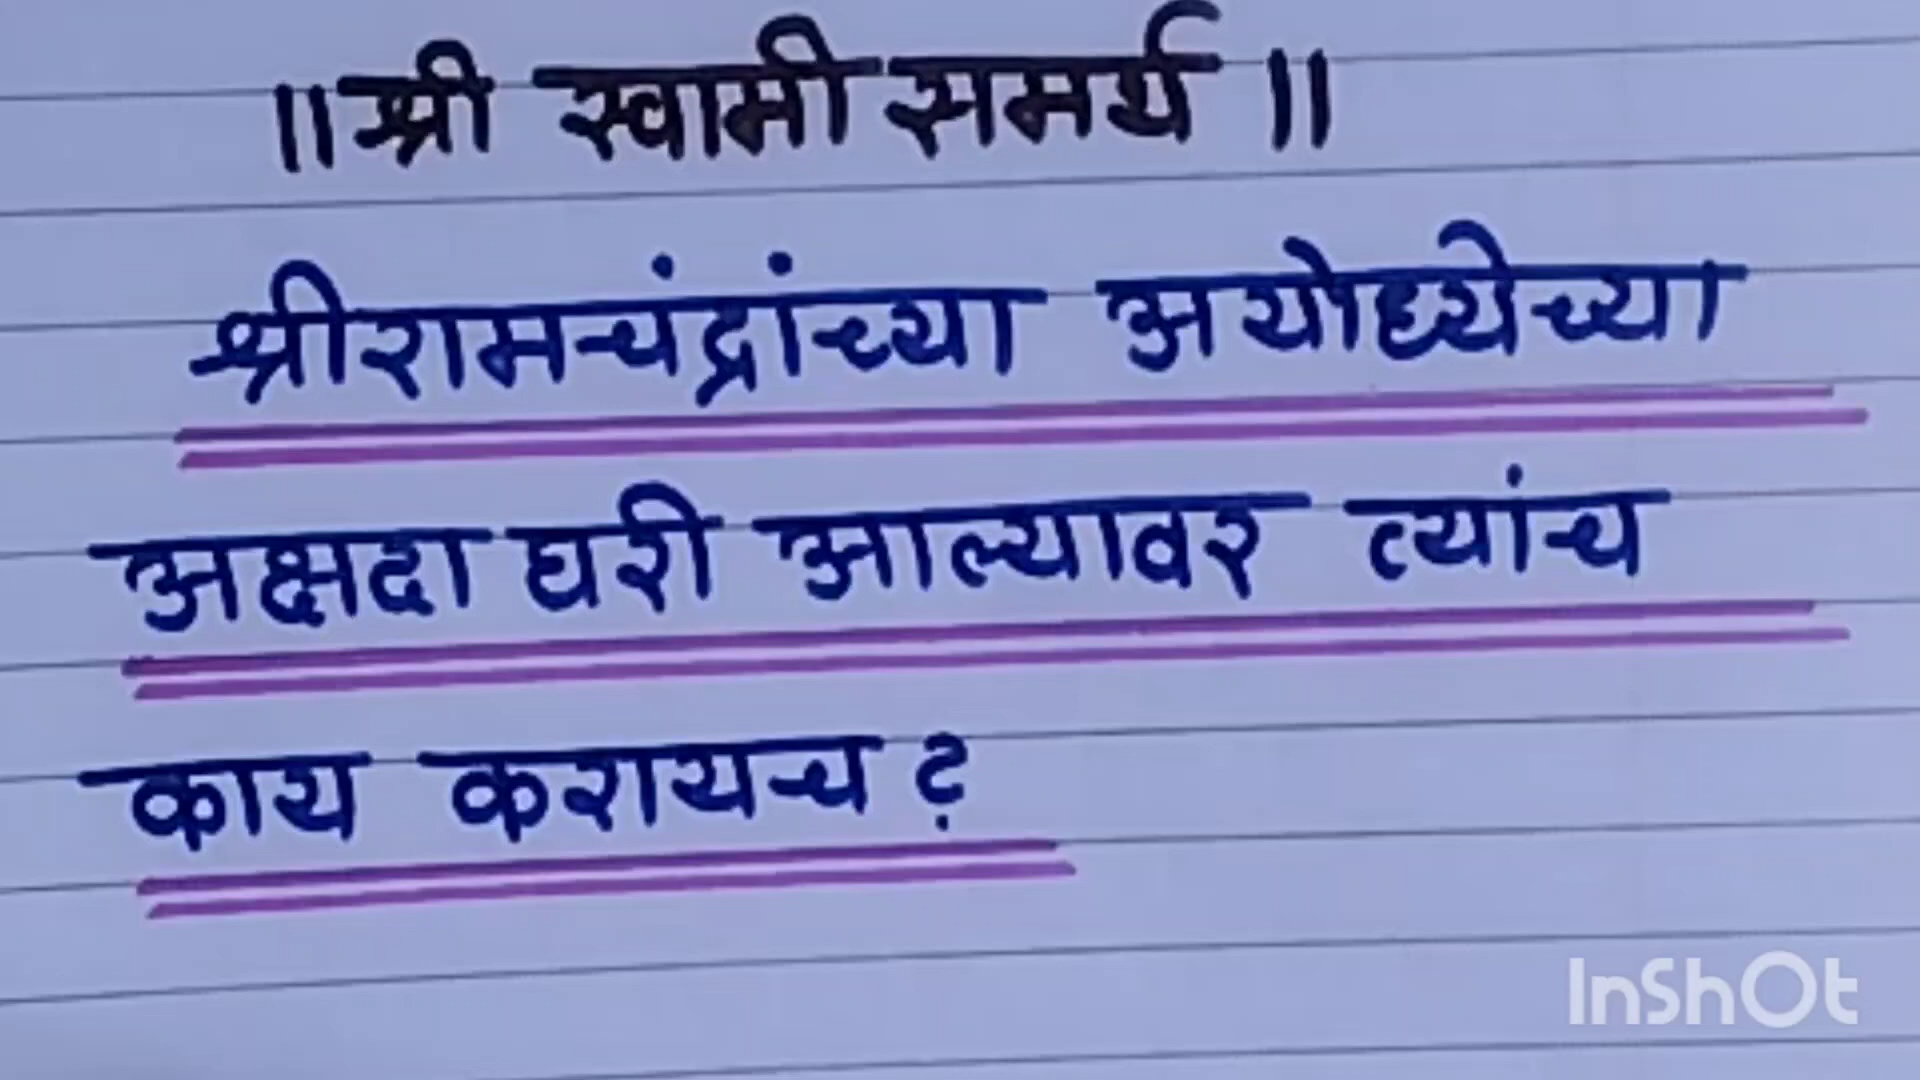 ॥ श्री स्वामी समर्थ ॥
श्रीरामचंद्रांच्या अयोध्येच्या
अक्षदा घरी आल्यावर त्यांच
काय करायच ?
InShOt